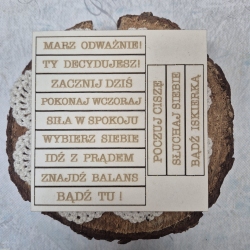 MARZ ODWAŻNIE!
TY DECYDUJESZ!
ZACZNIJ DZIŚ
POKONAJ WCZORAJ
SIŁA W SPOKOJU
WYBIERZ SIEBIE
IDŹ Z PRĄDEM
ZNAJDŹ BALANS
BĄDŹ TU !
POCZUJ CISZĘ
SŁUCHAJ SIEBIE
BĄDŹ ISKIERKĄ